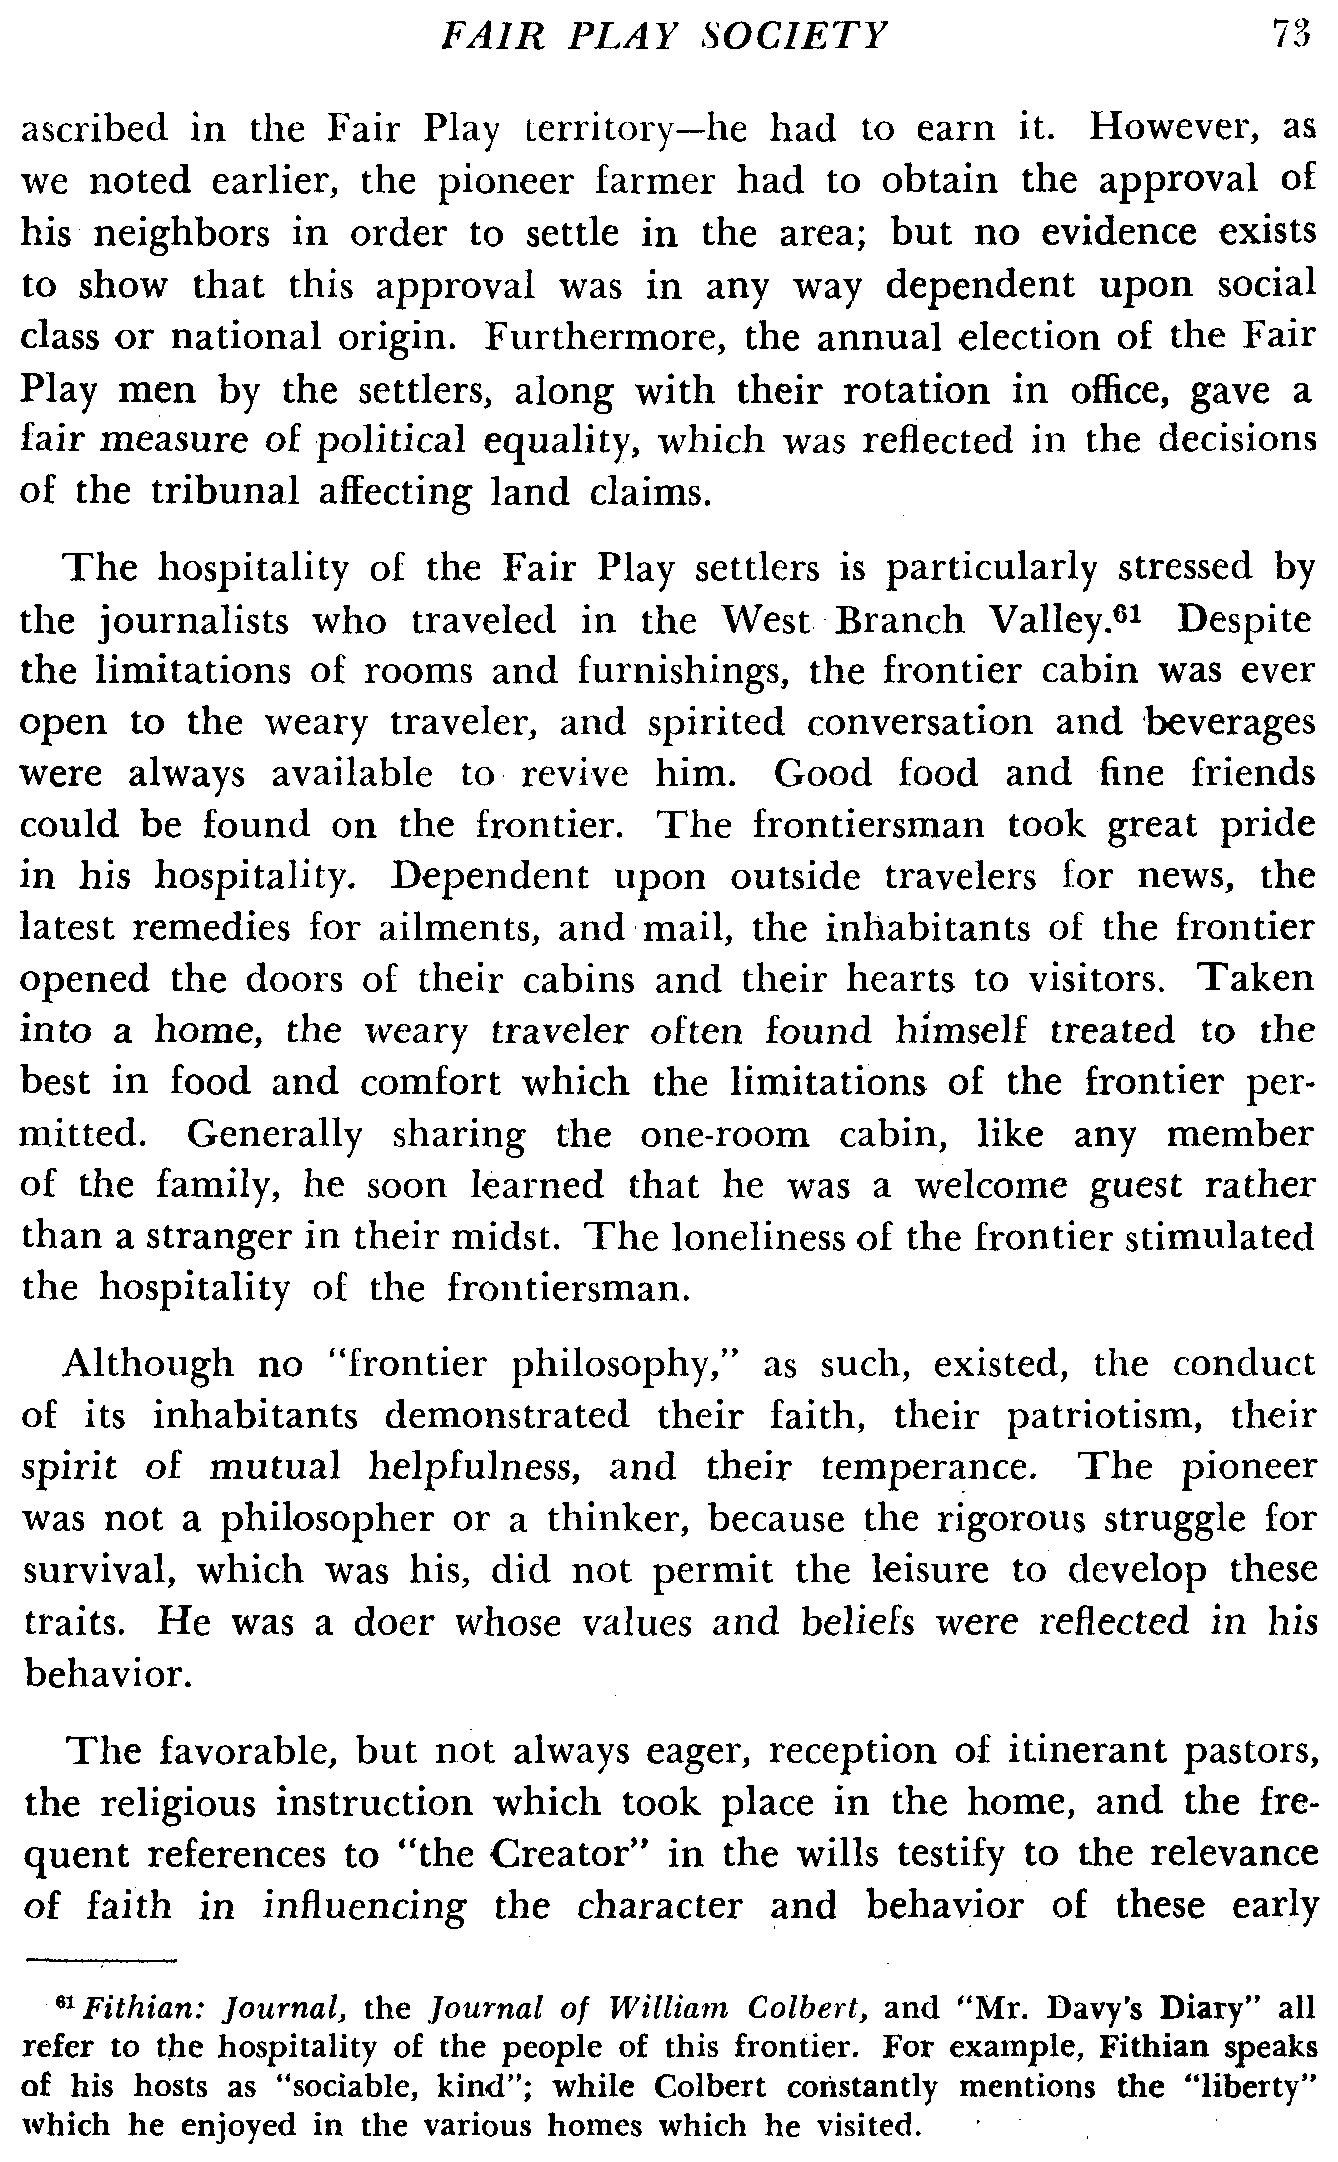 FAIR PLAY SOCIETY 73
ascribed in the Fair Play territory—he had to earn it. However, as
we noted earlier, the pioneer farmer had to obtain the approval of
his neighbors in order to settle in the area; but no evidence exists
to show that this approval was in any way dependent upon social
class or national origin. Furthermore, the annual election of the Fair
Play men by the settlers, along with their rotation in office, gave a
fair measure of political equality, which was reflected in the decisions
of the tribunal affecting land claims.
The hospitality of the Fair Play settlers is particularly stressed by
the journalists who traveled in the West Branch Valley.⁶¹ Despite
the limitations of rooms and furnishings, the frontier cabin was ever
open to the weary traveler, and spirited conversation and beverages
were always available to revive him. Good food and fine friends
could be found on the frontier. The frontiersman took great pride
in his hospitality. Dependent upon outside travelers for news, the
latest remedies for ailments, and mail, the inhabitants of the frontier
opened the doors of their cabins and their hearts to visitors. Taken
into a home, the weary traveler often found himself treated to the
best in food and comfort which the limitations of the frontier per-
mitted. Generally sharing the one-room cabin, like any member
of the family, he soon learned that he was a welcome guest rather
than a stranger in their midst. The loneliness of the frontier stimulated
the hospitality of the frontiersman.
Although no "frontier philosophy," as such, existed, the conduct
of its inhabitants demonstrated their faith, their patriotism, their
spirit of mutual helpfulness, and their temperance. The pioneer
was not a philosopher or a thinker, because the rigorous struggle for
survival, which was his, did not permit the leisure to develop these
traits. He was a doer whose values and beliefs were reflected in his
behavior.
The favorable, but not always eager, reception of itinerant pastors,
the religious instruction which took place in the home, and the fre-
quent references to "the Creator" in the wills testify to the relevance
of faith in influencing the character and behavior of these early
⁶¹ Fithian: Journal, the Journal of William Colbert, and "Mr. Davy's Diary" all
refer to the hospitality of the people of this frontier. For example, Fithian speaks
of his hosts as "sociable, kind"; while Colbert constantly mentions the "liberty"
which he enjoyed in the various homes which he visited.